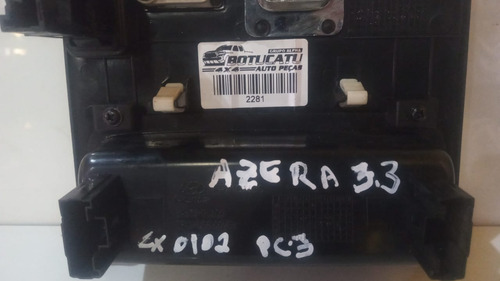 GRUPO ALPHA
BOTUCATU
4X4 AUTO PEÇAS
2281
AZERA 3.3
CX 0102 PC.3